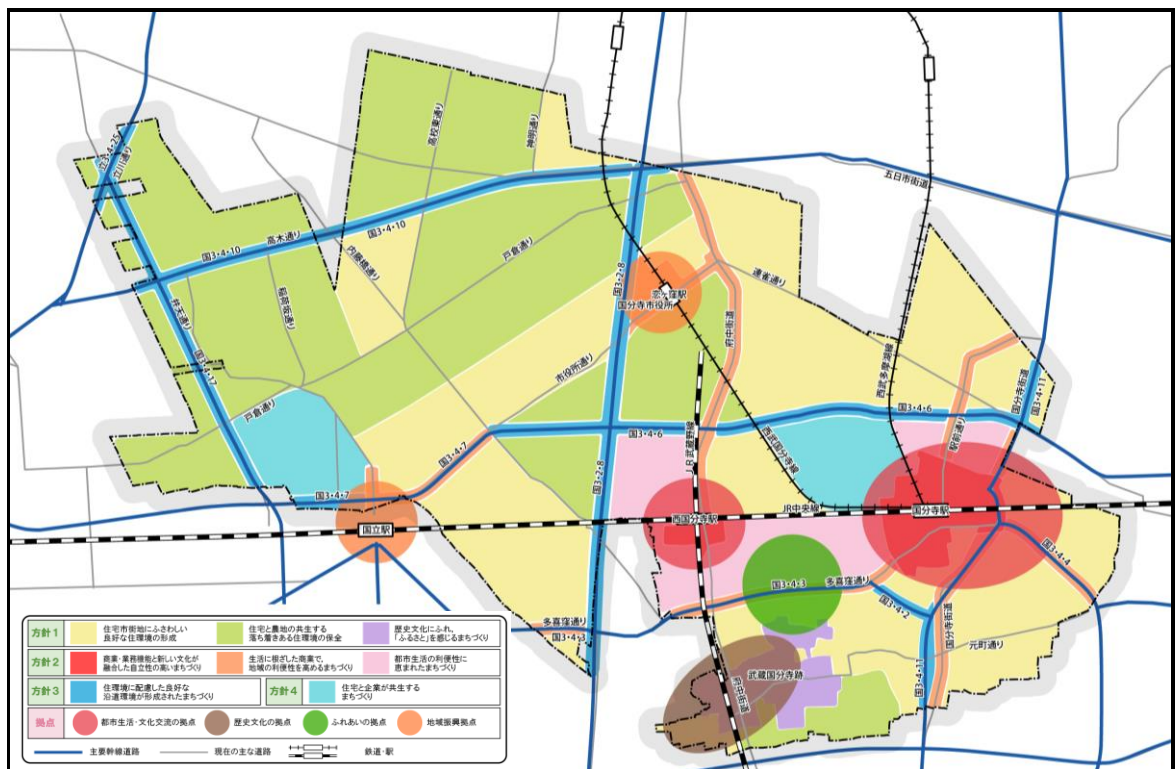 立3・4・25
立川通り
高校東通り
神明通り
五日市街道
国3・4・10
高木通り
国3・4・10
内藤橋通り
戸倉通り
国3・2・8
恋ヶ窪駅
国分寺市役所
連雀通り
府中街道
稲荷坂通り
弁天通り
国3・4・17
戸倉通り
市役所通り
西武多摩湖線
国分寺街道
国3・4・11
駅前通り
国3・4・6
国3・4・6
国3・4・7
国3・4・7
国3・2・8
JR武蔵野線
西武国分寺線
JR中央線
国立駅
西国分寺駅
国分寺駅
国3・4・4
国3・4・3
多喜窪通り
国3・4・2
多喜窪通り
国3・4・3
国分寺街道
元町通り
国3・4・11
武蔵国分寺跡
府中街道
方針1
住宅市街地にふさわしい
良好な住環境の形成
住宅と農地の共生する
落ち着きある住環境の保全
歴史文化にふれ、
「ふるさと」を感じるまちづくり
方針2
商業・業務機能と新しい文化が
融合した自立性の高いまちづくり
生活に根ざした商業で、
地域の利便性を高めるまちづくり
都市生活の利便性に
恵まれたまちづくり
方針3
住環境に配慮した良好な
沿道環境が形成されたまちづくり
方針4
住宅と企業が共生する
まちづくり
拠点
都市生活・文化交流の拠点
歴史文化の拠点
ふれあいの拠点
地域振興拠点
主要幹線道路
現在の主な道路
鉄道・駅